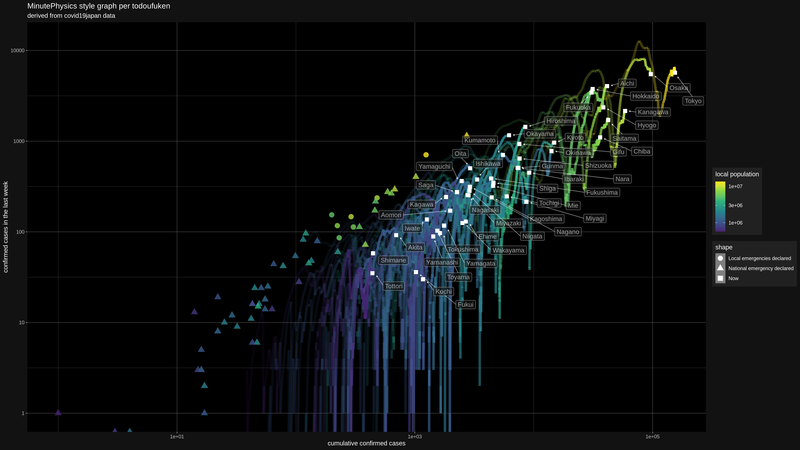 MinutePhysics style graph per todoufuken
derived from covid19japan data
confirmed cases in the last week
10000
1000
100
10
1
1e+01
1e+03
1e+05
cumulative confirmed cases
Aichi
Osaka
Hokkaido
Tokyo
Fukuoka
Kanagawa
Hiroshima
Hyogo
Okayama
Kumamoto
Kyoto
Saitama
Oita
Okinawa
Gifu
Chiba
Yamaguchi
Ishikawa
Gunma
Shizuoka
Ibaraki
Nara
Saga
Shiga
Fukushima
Kagawa
Tochigi
Mie
Aomori
Nagasaki
Kagoshima
Miyagi
Iwate
Miyazaki
Nagano
Ehime
Niigata
Akita
Tokushima
Wakayama
Shimane
Yamanashi
Yamagata
Toyama
Tottori
Kochi
Fukui
local population
1e+07
3e+06
1e+06
shape
Local emergencies declared
National emergency declared
Now